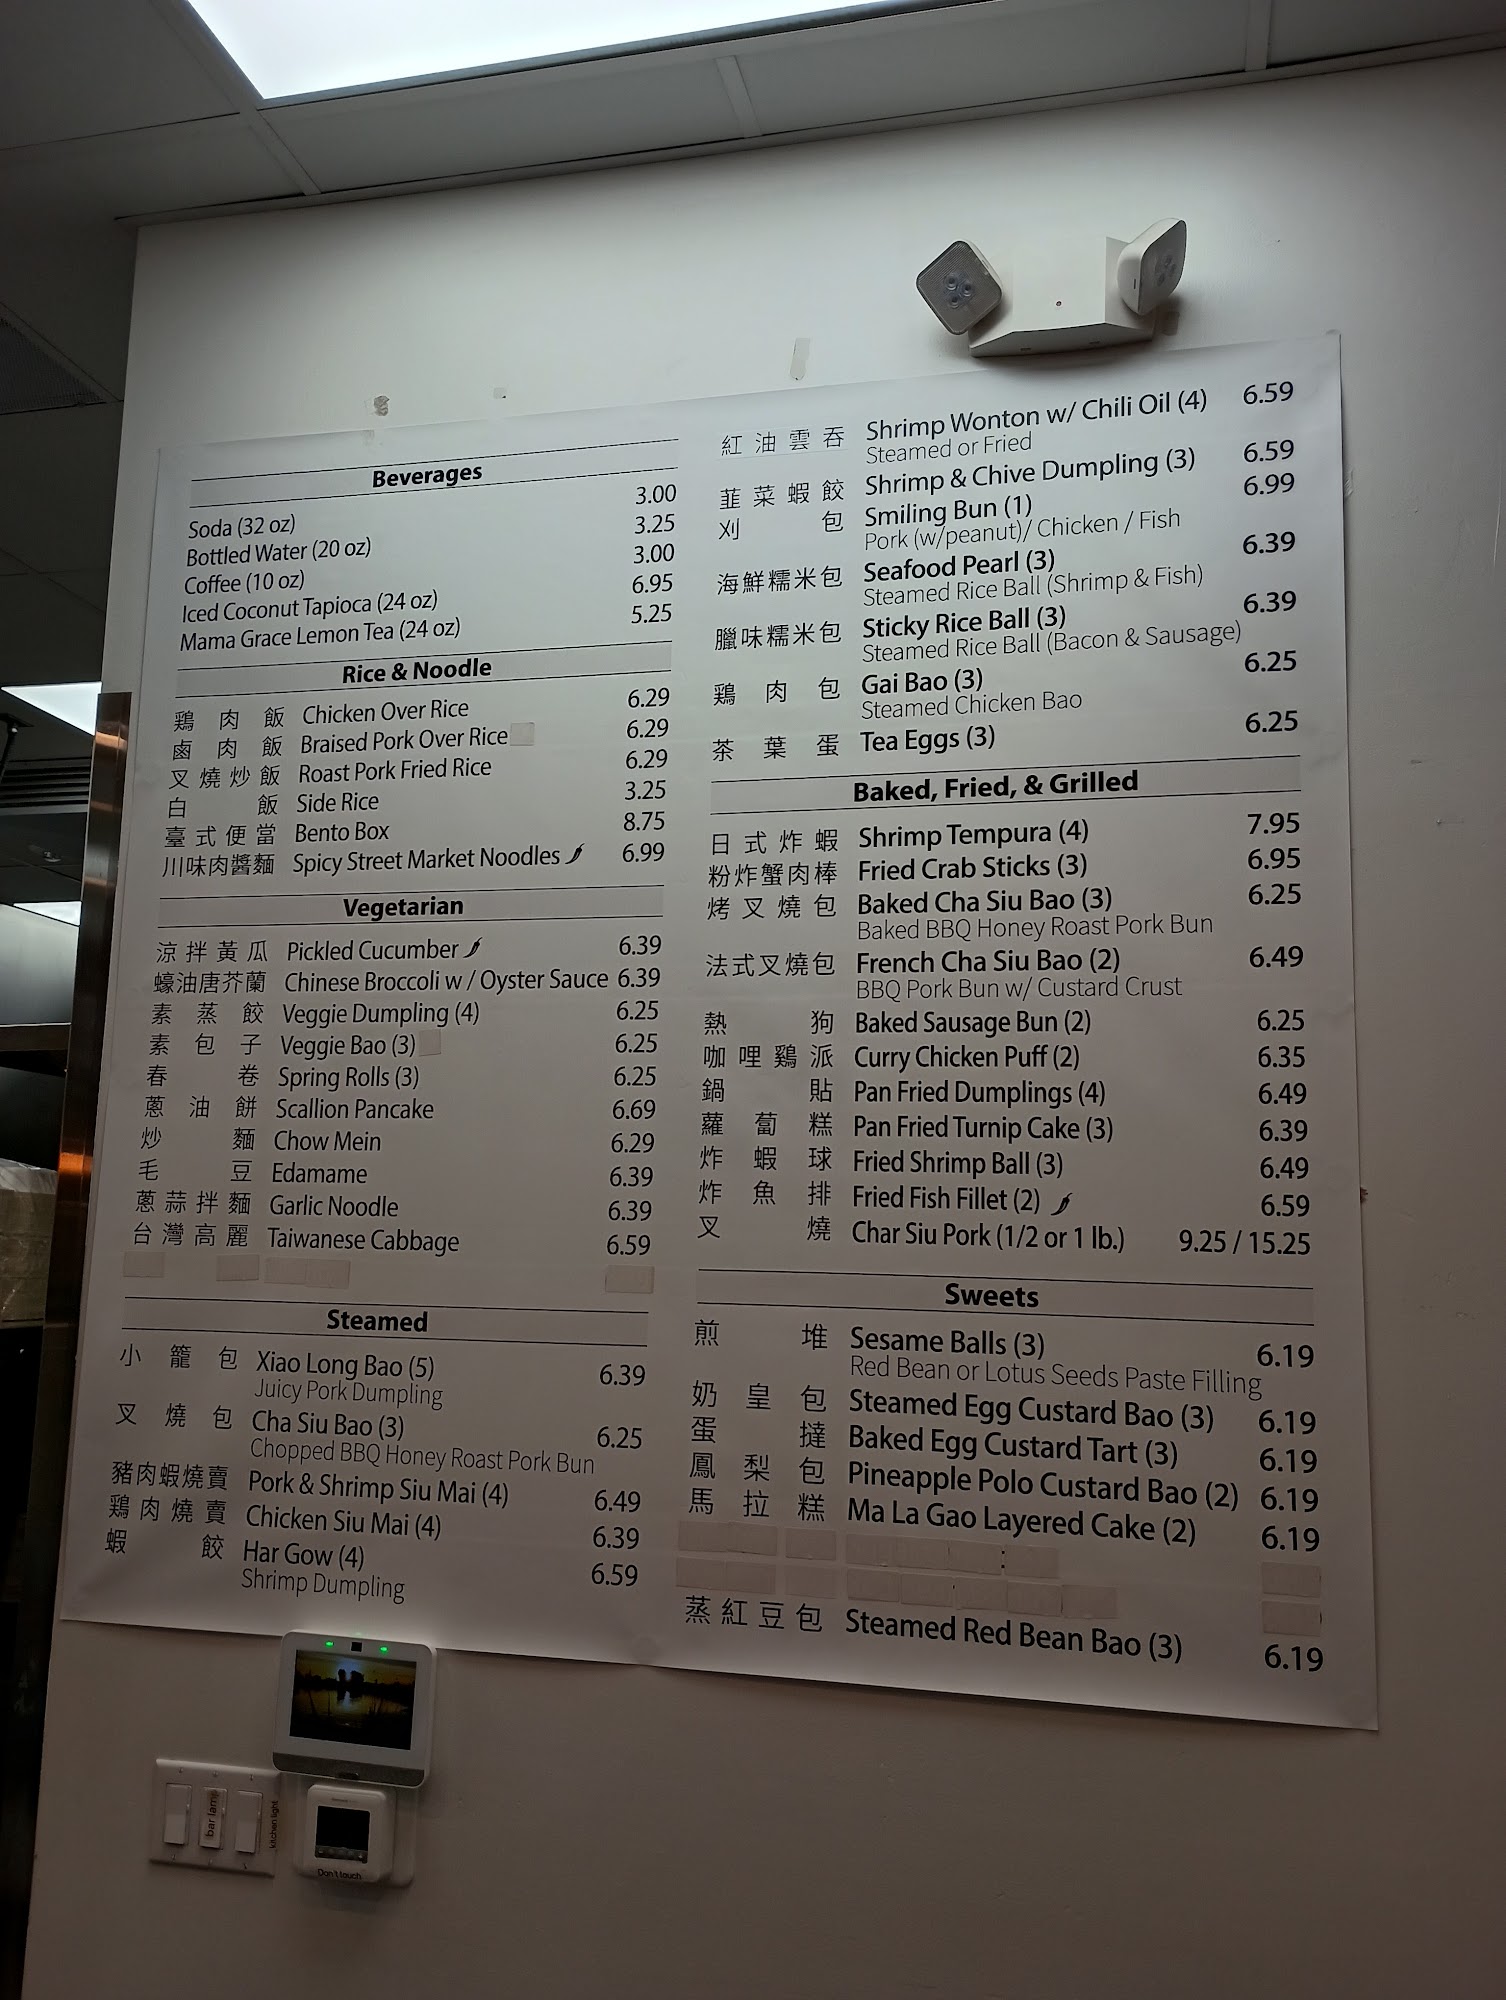 Beverages
Soda (32 oz) 3.00
Bottled Water (20 oz) 3.25
Coffee (10 oz) 3.00
Iced Coconut Tapioca (24 oz) 6.95
Mama Grace Lemon Tea (24 oz) 5.25
Rice & Noodle
鶏肉飯 Chicken Over Rice 6.29
鹵肉飯 Braised Pork Over Rice 6.29
叉燒炒飯 Roast Pork Fried Rice 6.29
白飯 Side Rice 3.25
臺式便當 Bento Box 8.75
川味肉醬麵 Spicy Street Market Noodles 6.99
Vegetarian
涼拌黃瓜 Pickled Cucumber 6.39
蠔油唐芥蘭 Chinese Broccoli w / Oyster Sauce 6.39
素蒸餃 Veggie Dumpling (4) 6.25
素包子 Veggie Bao (3) 6.25
春卷 Spring Rolls (3) 6.25
蔥油餅 Scallion Pancake 6.69
炒麵 Chow Mein 6.29
毛豆 Edamame 6.39
蔥蒜拌麵 Garlic Noodle 6.39
台灣高麗 Taiwanese Cabbage 6.59
Steamed
小籠包 Xiao Long Bao (5) 6.39
Juicy Pork Dumpling
叉燒包 Cha Siu Bao (3) 6.25
Chopped BBQ Honey Roast Pork Bun
豬肉蝦燒賣 Pork & Shrimp Siu Mai (4) 6.49
鶏肉燒賣 Chicken Siu Mai (4) 6.39
蝦餃 Har Gow (4) 6.59
Shrimp Dumpling
紅油雲吞 Shrimp Wonton w/ Chili Oil (4) 6.59
Steamed or Fried
韮菜蝦餃 Shrimp & Chive Dumpling (3) 6.59
刈包 Smiling Bun (1) 6.99
Pork (w/peanut)/ Chicken / Fish
海鮮糯米包 Seafood Pearl (3) 6.39
Steamed Rice Ball (Shrimp & Fish)
臘味糯米包 Sticky Rice Ball (3) 6.39
Steamed Rice Ball (Bacon & Sausage)
鶏肉包 Gai Bao (3) 6.25
Steamed Chicken Bao
茶葉蛋 Tea Eggs (3) 6.25
Baked, Fried, & Grilled
日式炸蝦 Shrimp Tempura (4) 7.95
粉炸蟹肉棒 Fried Crab Sticks (3) 6.95
烤叉燒包 Baked Cha Siu Bao (3) 6.25
Baked BBQ Honey Roast Pork Bun
法式叉燒包 French Cha Siu Bao (2) 6.49
BBQ Pork Bun w/ Custard Crust
熱狗 Baked Sausage Bun (2) 6.25
咖哩鷄派 Curry Chicken Puff (2) 6.35
鍋貼 Pan Fried Dumplings (4) 6.49
蘿蔔糕 Pan Fried Turnip Cake (3) 6.39
炸蝦球 Fried Shrimp Ball (3) 6.49
炸魚排 Fried Fish Fillet (2) 6.59
叉燒 Char Siu Pork (1/2 or 1 lb.) 9.25 / 15.25
Sweets
煎堆 Sesame Balls (3) 6.19
Red Bean or Lotus Seeds Paste Filling
奶皇包 Steamed Egg Custard Bao (3) 6.19
蛋撻 Baked Egg Custard Tart (3) 6.19
鳳梨包 Pineapple Polo Custard Bao (2) 6.19
馬拉糕 Ma La Gao Layered Cake (2) 6.19
蒸紅豆包 Steamed Red Bean Bao (3) 6.19
bar lamp
kitchen light
Don't touch